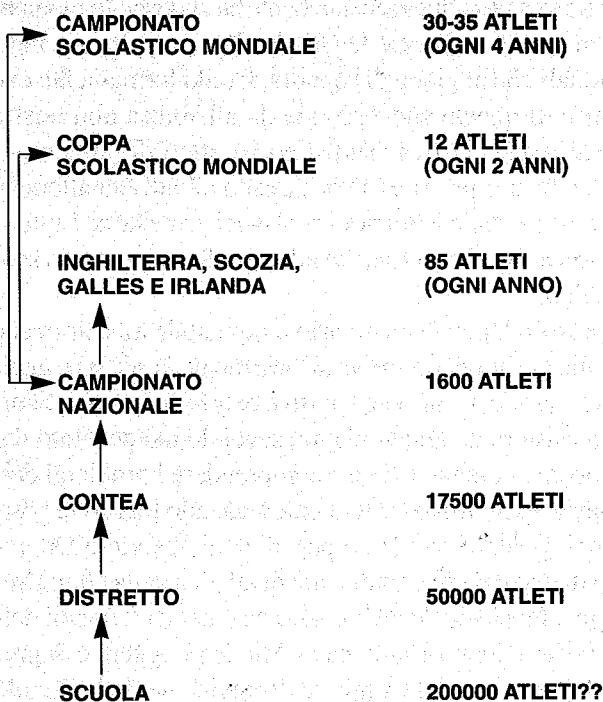 CAMPIONATO 30-35 ATLETI
SCOLASTICO MONDIALE (OGNI 4 ANNI)
COPPA 12 ATLETI
SCOLASTICO MONDIALE (OGNI 2 ANNI)
INGHILTERRA, SCOZIA, 85 ATLETI
GALLES E IRLANDA (OGNI ANNO)
CAMPIONATO 1600 ATLETI
NAZIONALE
CONTEA 17500 ATLETI
DISTRETTO 50000 ATLETI
SCUOLA 200000 ATLETI??